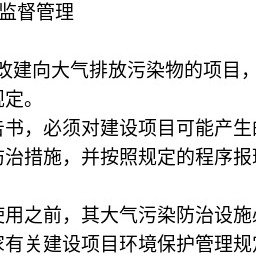 监督管理
改建向大气排放污染物的项目，
规定。
告书，必须对建设项目可能产生的
防治措施，并按照规定的程序报
使用之前，其大气污染防治设施必
家有关建设项目环境保护管理规定